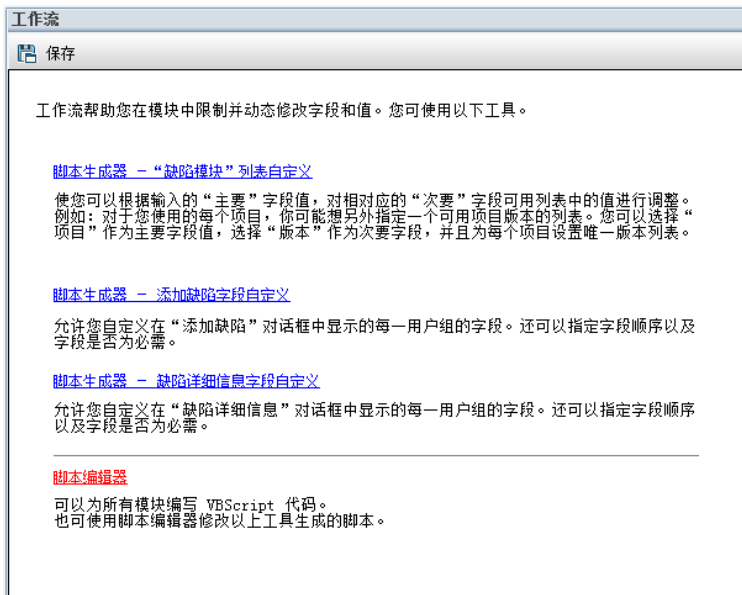 工作流
保存
工作流帮助您在模块中限制并动态修改字段和值。您可使用以下工具。
脚本生成器 － “缺陷模块”列表自定义
使您可以根据输入的“主要”字段值，对相对应的“次要”字段可用列表中的值进行调整。
例如：对于您使用的每个项目，你可能想另外指定一个可用项目版本的列表。您可以选择“
项目”作为主要字段值，选择“版本”作为次要字段，并且为每个项目设置唯一版本列表。
脚本生成器 － 添加缺陷字段自定义
允许您自定义在“添加缺陷”对话框中显示的每一用户组的字段。还可以指定字段顺序以及
字段是否为必需。
脚本生成器 － 缺陷详细信息字段自定义
允许您自定义在“缺陷详细信息”对话框中显示的每一用户组的字段。还可以指定字段顺序
以及字段是否为必需。
脚本编辑器
可以为所有模块编写 VBScript 代码。
也可使用脚本编辑器修改以上工具生成的脚本。